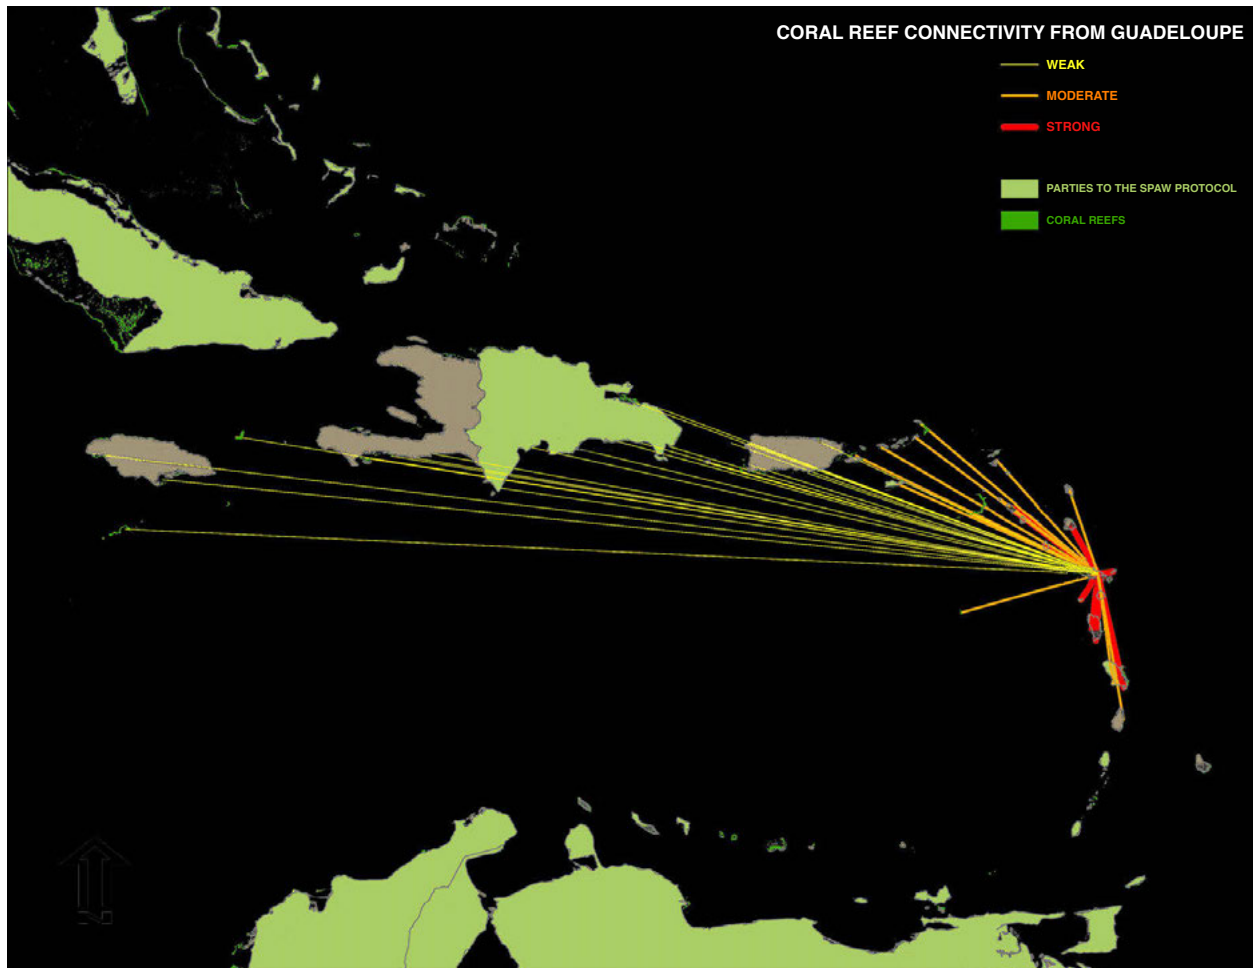 CORAL REEF CONNECTIVITY FROM GUADELOUPE
WEAK
MODERATE
STRONG
PARTIES TO THE SPAW PROTOCOL
CORAL REEFS
N